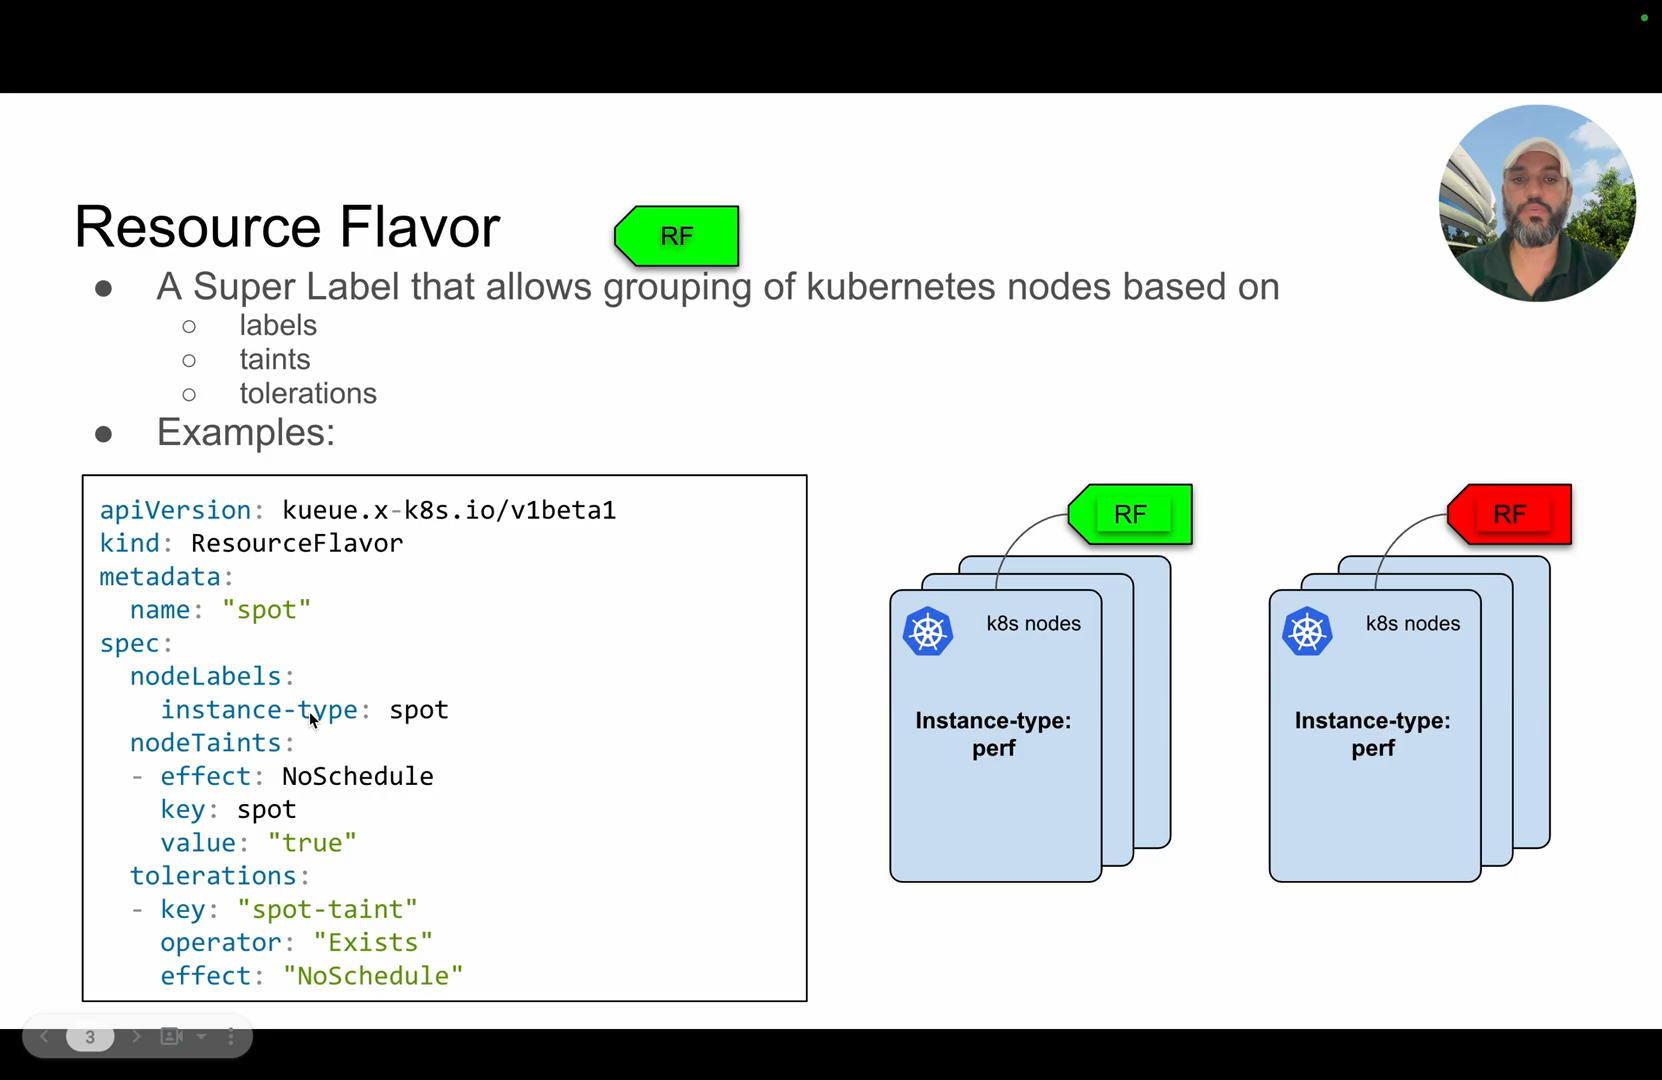 Resource Flavor
RF
● A Super Label that allows grouping of kubernetes nodes based on
○ labels
○ taints
○ tolerations
● Examples:
apiVersion: kueue.x-k8s.io/v1beta1
kind: ResourceFlavor
metadata:
  name: "spot"
spec:
  nodeLabels:
    instance-type: spot
  nodeTaints:
  - effect: NoSchedule
    key: spot
    value: "true"
  tolerations:
  - key: "spot-taint"
    operator: "Exists"
    effect: "NoSchedule"
RF
k8s nodes
Instance-type:
perf
RF
k8s nodes
Instance-type:
perf
3